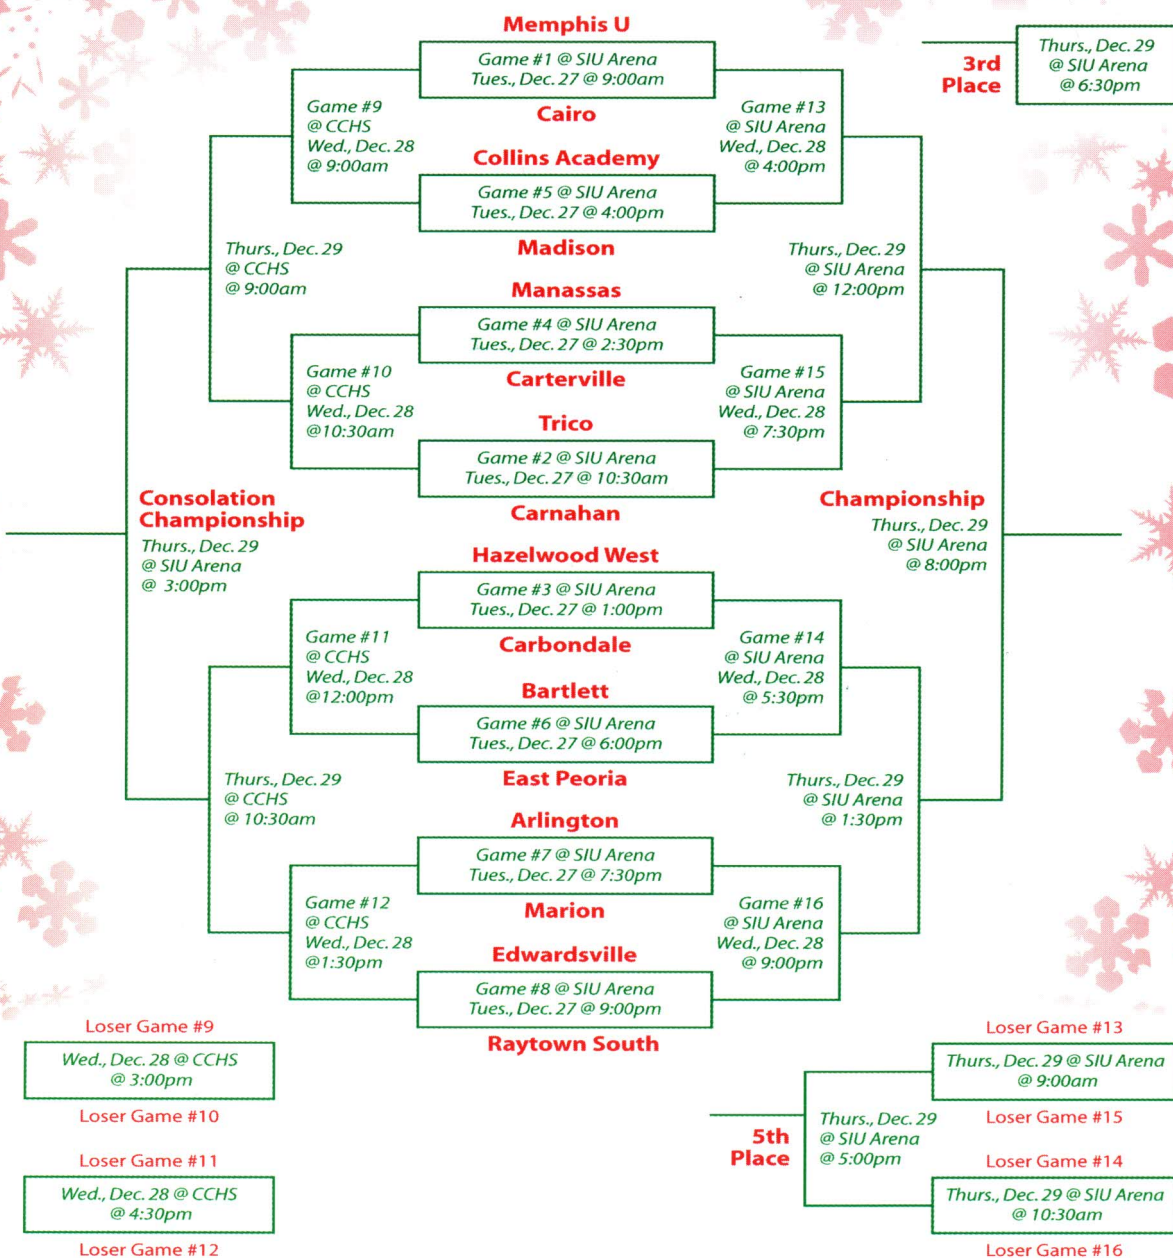 Memphis U
Game #1 @ SIU Arena
Tues., Dec. 27 @ 9:00am
Cairo
Thurs., Dec. 29
@ SIU Arena
@ 6:30pm
3rd
Place
Game #9
@ CCHS
Wed., Dec. 28
@ 9:00am
Game #13
@ SIU Arena
Wed., Dec. 28
@ 4:00pm
Collins Academy
Game #5 @ SIU Arena
Tues., Dec. 27 @ 4:00pm
Madison
Thurs., Dec. 29
@ CCHS
@ 9:00am
Thurs., Dec. 29
@ SIU Arena
@ 12:00pm
Manassas
Game #4 @ SIU Arena
Tues., Dec. 27 @ 2:30pm
Carterville
Game #10
@ CCHS
Wed., Dec. 28
@10:30am
Game #15
@ SIU Arena
Wed., Dec. 28
@ 7:30pm
Trico
Game #2 @ SIU Arena
Tues., Dec. 27 @ 10:30am
Carnahan
Consolation
Championship
Thurs., Dec. 29
@ SIU Arena
@ 3:00pm
Championship
Thurs., Dec. 29
@ SIU Arena
@ 8:00pm
Hazelwood West
Game #3 @ SIU Arena
Tues., Dec. 27 @ 1:00pm
Carbondale
Game #11
@ CCHS
Wed., Dec. 28
@12:00pm
Game #14
@ SIU Arena
Wed., Dec. 28
@ 5:30pm
Bartlett
Game #6 @ SIU Arena
Tues., Dec. 27 @ 6:00pm
East Peoria
Thurs., Dec. 29
@ CCHS
@ 10:30am
Thurs., Dec. 29
@ SIU Arena
@ 1:30pm
Arlington
Game #7 @ SIU Arena
Tues., Dec. 27 @ 7:30pm
Marion
Game #12
@ CCHS
Wed., Dec. 28
@1:30pm
Game #16
@ SIU Arena
Wed., Dec. 28
@ 9:00pm
Edwardsville
Game #8 @ SIU Arena
Tues., Dec. 27 @ 9:00pm
Raytown South
Loser Game #9
Wed., Dec. 28 @ CCHS
@ 3:00pm
Loser Game #10
Loser Game #11
Wed., Dec. 28 @ CCHS
@ 4:30pm
Loser Game #12
Loser Game #13
Thurs., Dec. 29 @ SIU Arena
@ 9:00am
Loser Game #15
5th
Place
Thurs., Dec. 29
@ SIU Arena
@ 5:00pm
Loser Game #14
Thurs., Dec. 29 @ SIU Arena
@ 10:30am
Loser Game #16